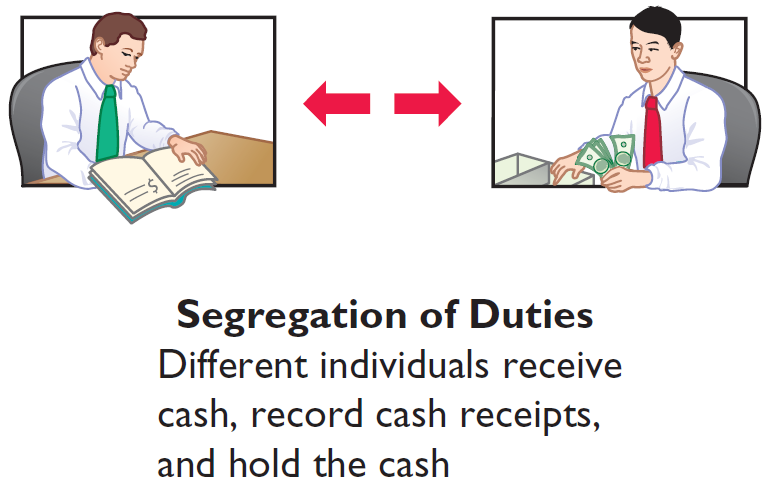 $
Segregation of Duties
Different individuals receive
cash, record cash receipts,
and hold the cash